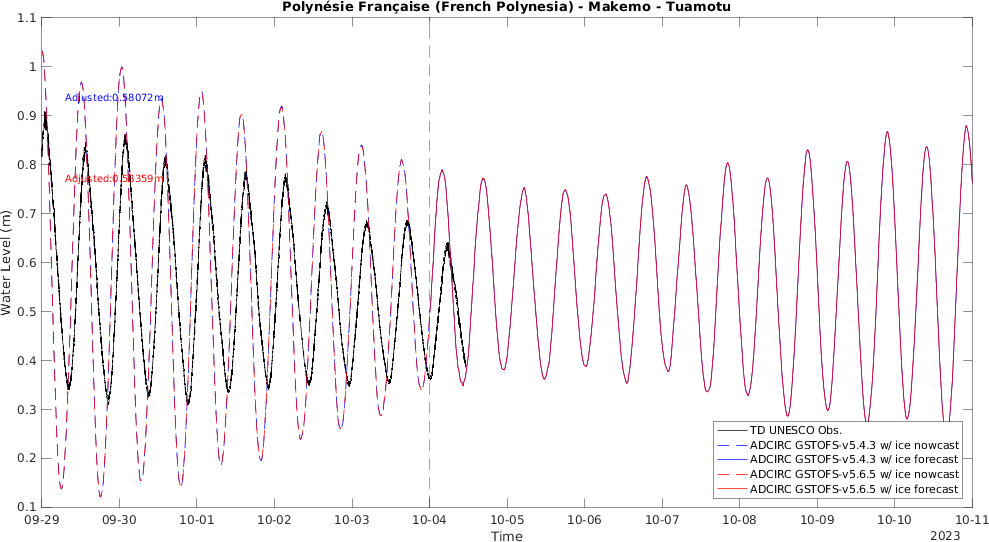 Polynésie Française (French Polynesia) - Makemo - Tuamotu
Water Level (m)
1.1
1
0.9
0.8
0.7
0.6
0.5
0.4
0.3
0.2
0.1
Adjusted:0.58072m
Adjusted:0.58359m
TD UNESCO Obs.
ADCIRC GSTOFS-v5.4.3 w/ ice nowcast
ADCIRC GSTOFS-v5.4.3 w/ ice forecast
ADCIRC GSTOFS-v5.6.5 w/ ice nowcast
ADCIRC GSTOFS-v5.6.5 w/ ice forecast
09-29 09-30 10-01 10-02 10-03 10-04 10-05 10-06 10-07 10-08 10-09 10-10 10-11
Time
2023